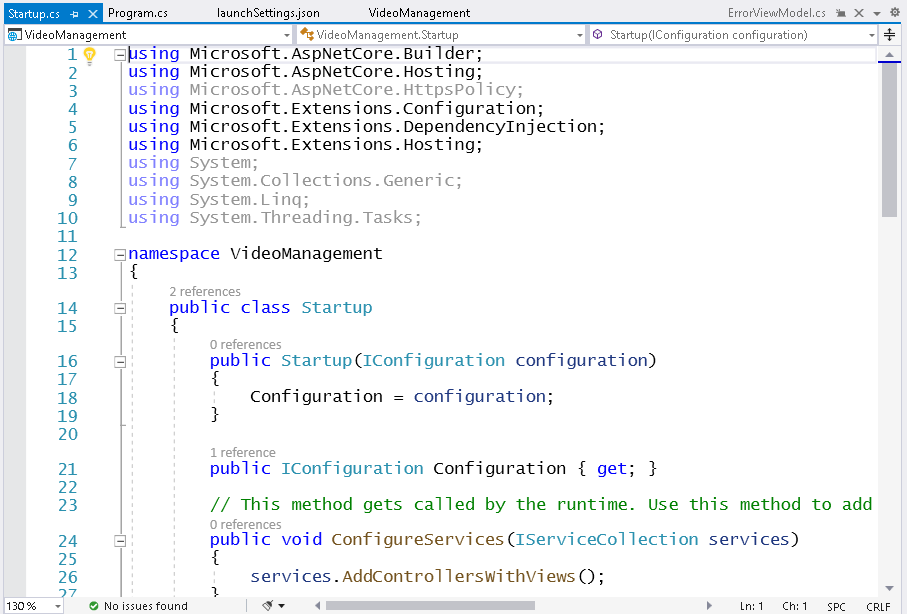 Startup.cs Program.cs launchSettings.json VideoManagement ErrorViewModel.cs
VideoManagement VideoManagement.Startup Startup(IConfiguration configuration)
1 using Microsoft.AspNetCore.Builder;
2 using Microsoft.AspNetCore.Hosting;
3 using Microsoft.AspNetCore.HttpsPolicy;
4 using Microsoft.Extensions.Configuration;
5 using Microsoft.Extensions.DependencyInjection;
6 using Microsoft.Extensions.Hosting;
7 using System;
8 using System.Collections.Generic;
9 using System.Linq;
10 using System.Threading.Tasks;
11
12 namespace VideoManagement
13 {
2 references
14 public class Startup
15 {
0 references
16 public Startup(IConfiguration configuration)
17 {
18 Configuration = configuration;
19 }
20
1 reference
21 public IConfiguration Configuration { get; }
22
23 // This method gets called by the runtime. Use this method to add
0 references
24 public void ConfigureServices(IServiceCollection services)
25 {
26 services.AddControllersWithViews();
27 }
130 % No issues found Ln: 1 Ch: 1 SPC CRLF